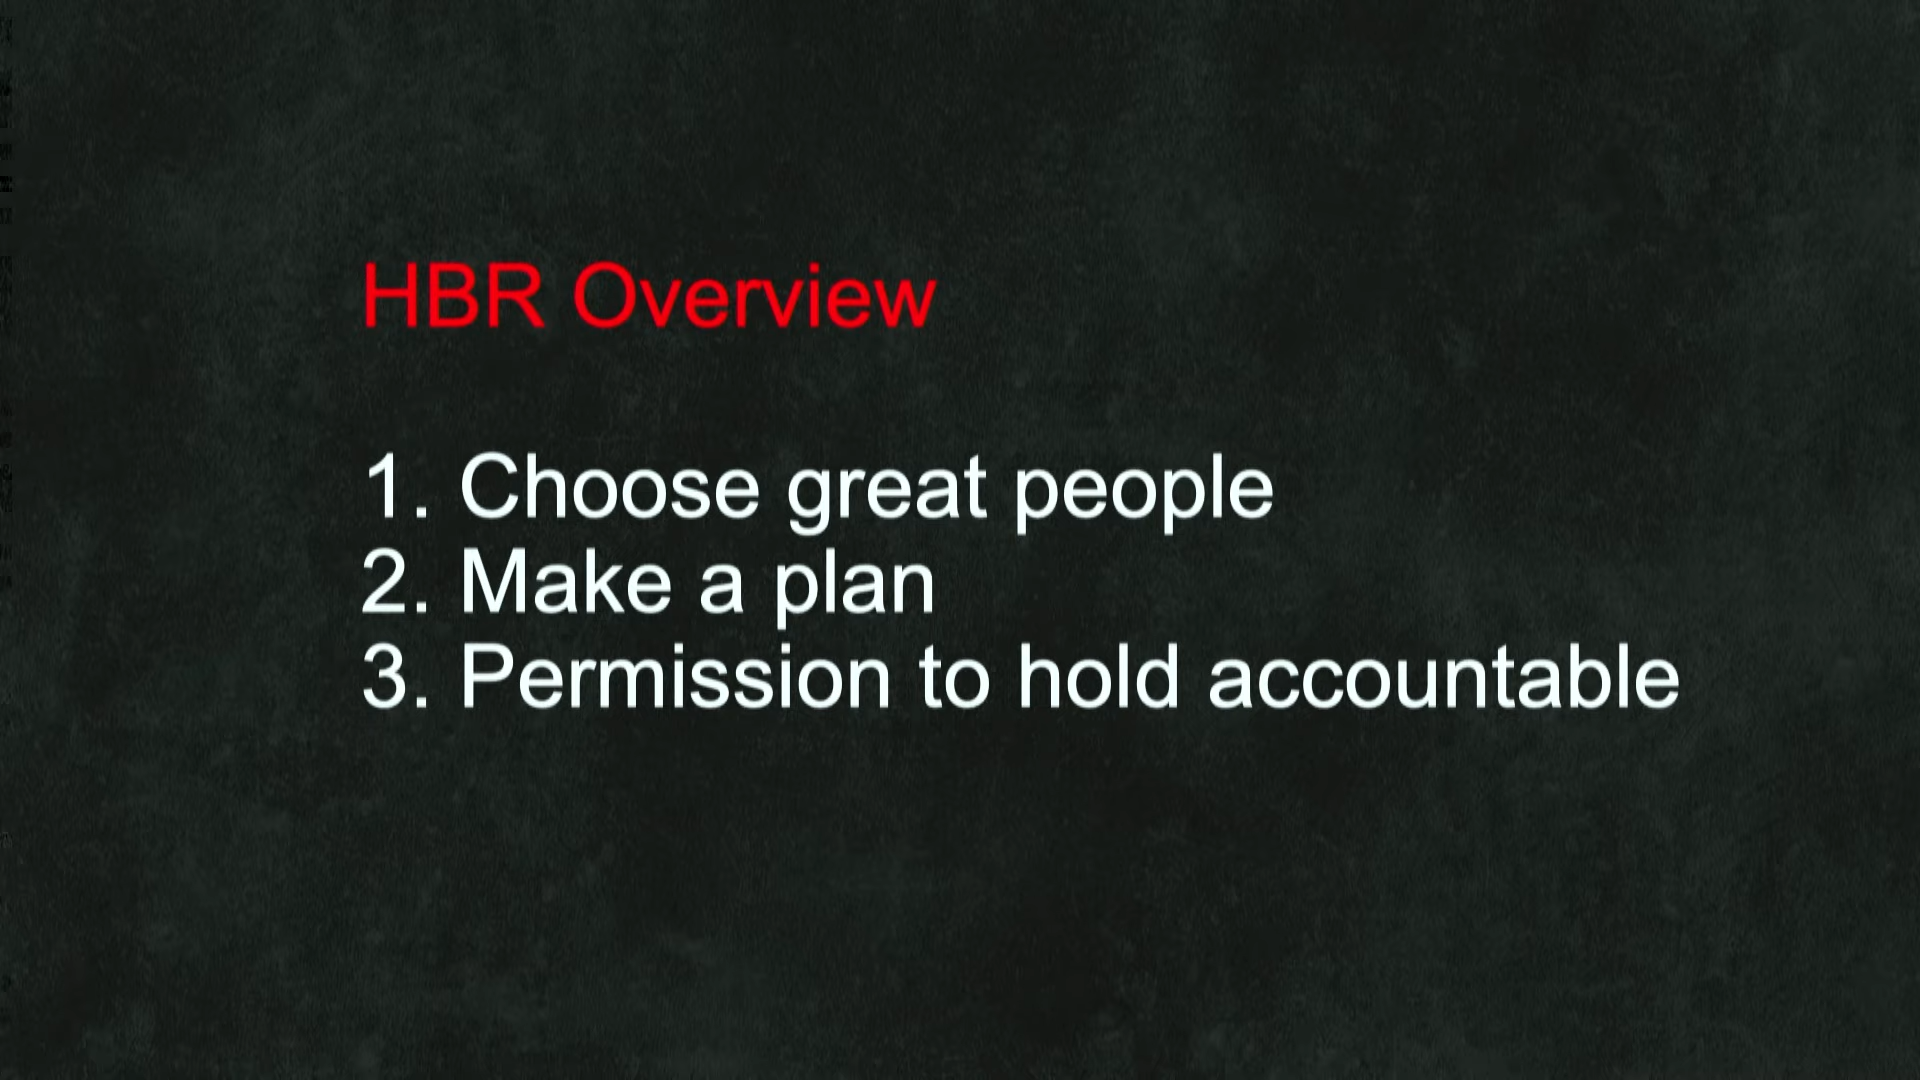 HBR Overview
1. Choose great people
2. Make a plan
3. Permission to hold accountable